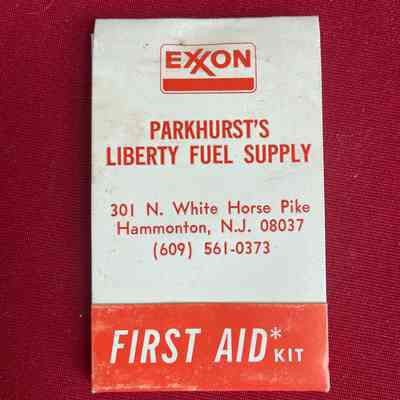 EXXON
PARKHURST'S
LIBERTY FUEL SUPPLY
301 N. White Horse Pike
Hammonton, N.J. 08037
(609) 561-0373
FIRST AID* KIT